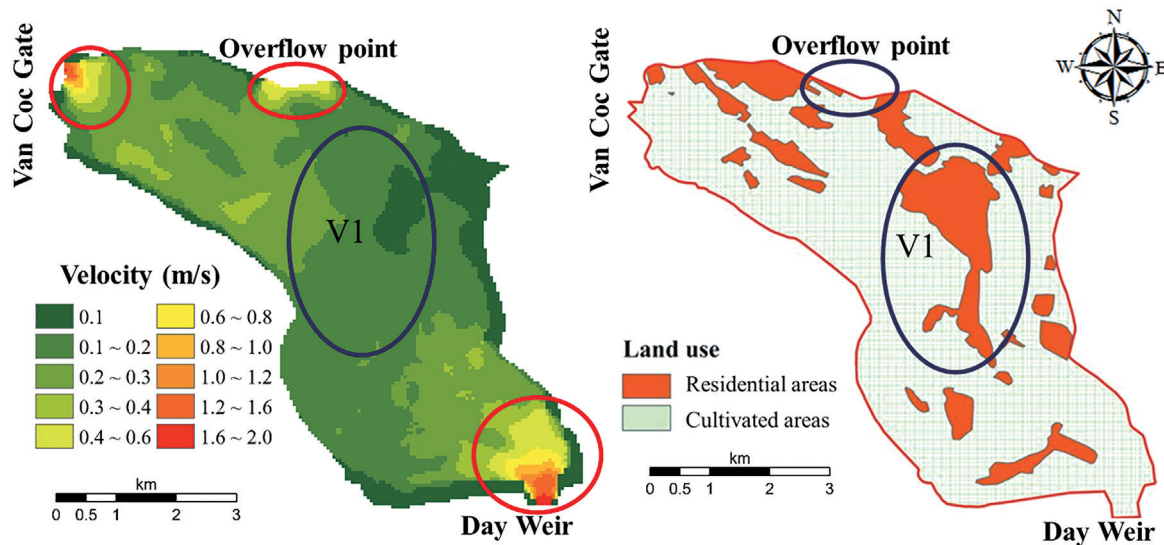 Overflow point
Van Coc Gate
V1
Velocity (m/s)
0.1
0.1 ~ 0.2
0.2 ~ 0.3
0.3 ~ 0.4
0.4 ~ 0.6
0.6 ~ 0.8
0.8 ~ 1.0
1.0 ~ 1.2
1.2 ~ 1.6
1.6 ~ 2.0
km
0 0.5 1 2 3
Day Weir
Overflow point
N
W E
S
Van Coc Gate
V1
Land use
Residential areas
Cultivated areas
km
0 0.5 1 2 3
Day Weir